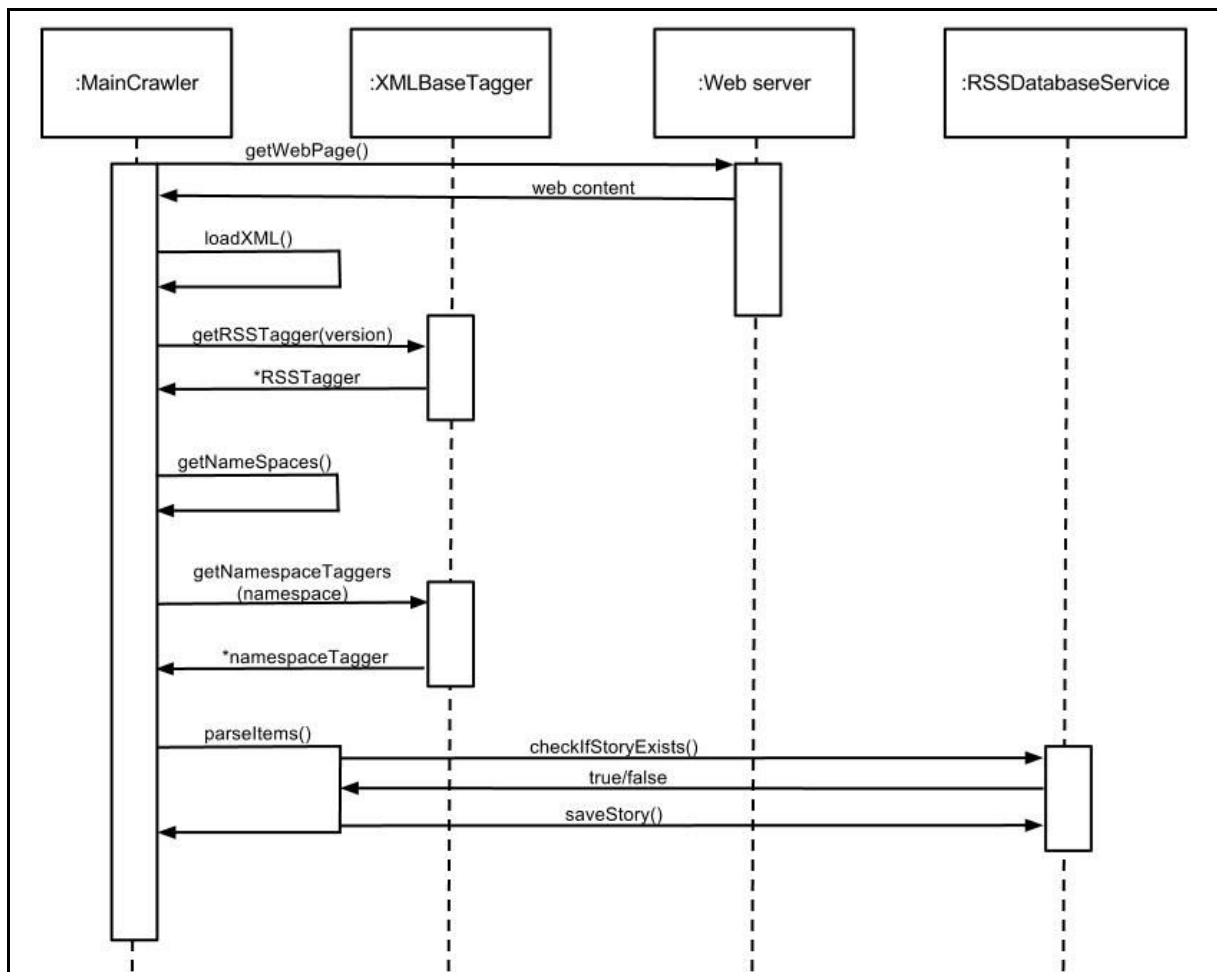 :MainCrawler
:XMLBaseTagger
:Web server
:RSSDatabaseService
getWebPage()
web content
loadXML()
getRSSTagger(version)
*RSSTagger
getNameSpaces()
getNamespaceTaggers
(namespace)
*namespaceTagger
parseItems()
checkIfStoryExists()
true/false
saveStory()